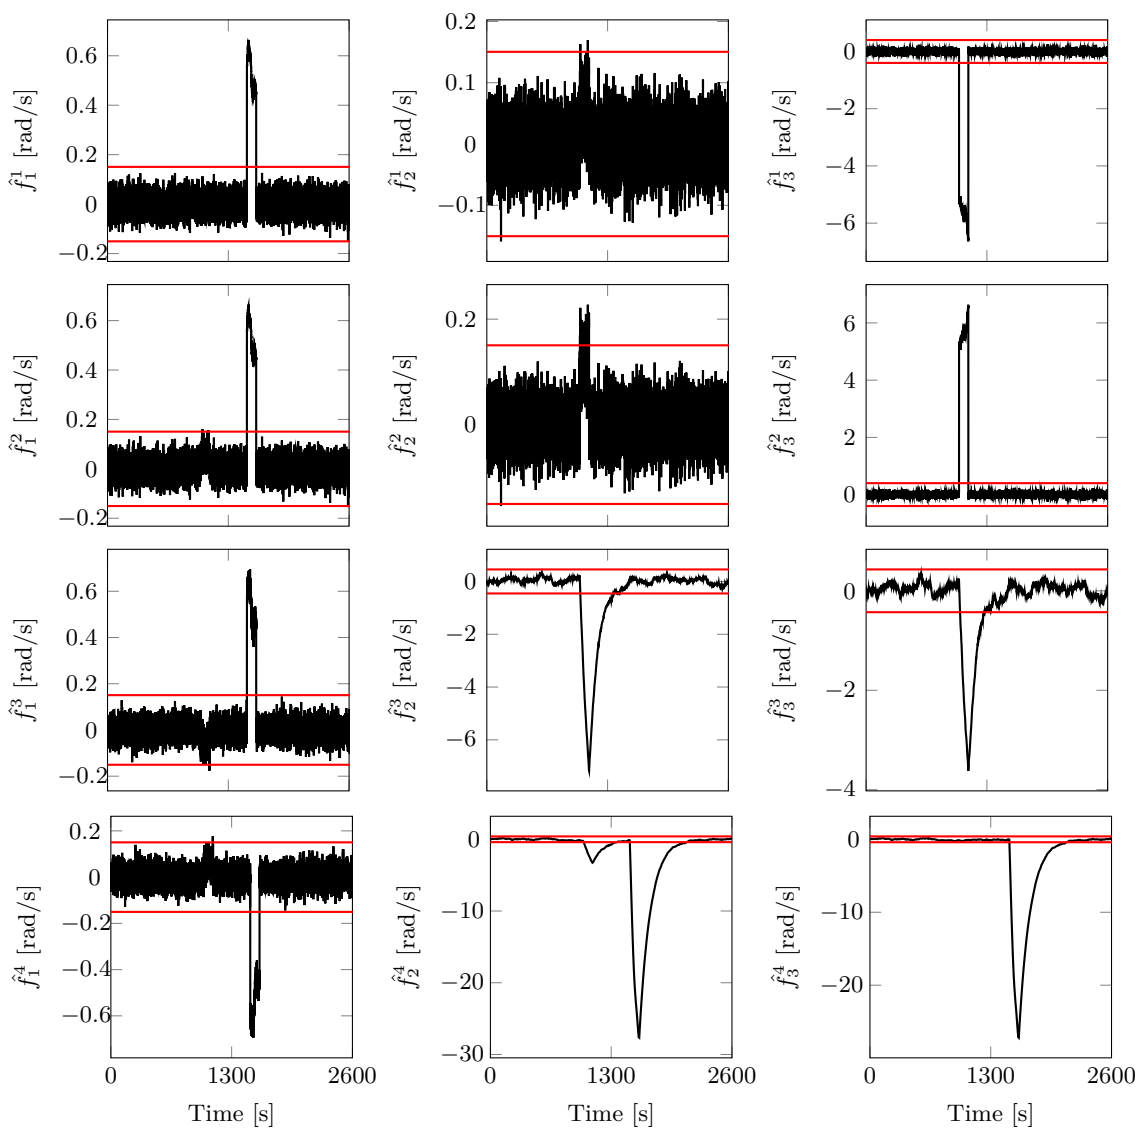 0.6
0.4
0.2
0
−0.2
f̂₁¹ [rad/s]
0.2
0.1
0
−0.1
f̂₂¹ [rad/s]
0
−2
−4
−6
f̂₃¹ [rad/s]
0.6
0.4
0.2
0
−0.2
f̂₁² [rad/s]
0.2
0
f̂₂² [rad/s]
6
4
2
0
f̂₃² [rad/s]
0.6
0.4
0.2
0
−0.2
f̂₁³ [rad/s]
0
−2
−4
−6
f̂₂³ [rad/s]
0
−2
−4
f̂₃³ [rad/s]
0.2
0
−0.2
−0.4
−0.6
f̂₁⁴ [rad/s]
0 1300 2600
Time [s]
0
−10
−20
−30
f̂₂⁴ [rad/s]
0 1300 2600
Time [s]
0
−10
−20
f̂₃⁴ [rad/s]
0 1300 2600
Time [s]